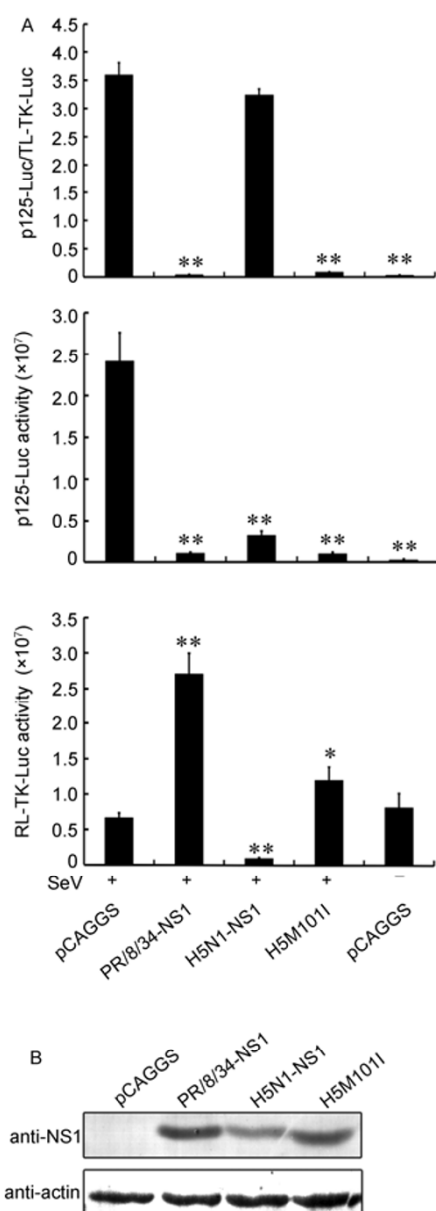 A
p125-Luc/TL-TK-Luc
4.5
4.0
3.5
3.0
2.5
2.0
1.5
1.0
0.5
0
** ** **
p125-Luc activity (×10⁷)
3.0
2.5
2.0
1.5
1.0
0.5
0
** ** ** **
RL-TK-Luc activity (×10⁷)
3.5
3.0
2.5
2.0
1.5
1.0
0.5
0
** ** *
SeV + + + + −
pCAGGS PR/8/34-NS1 H5N1-NS1 H5M101I pCAGGS
B
pCAGGS PR/8/34-NS1 H5N1-NS1 H5M101I
anti-NS1
anti-actin